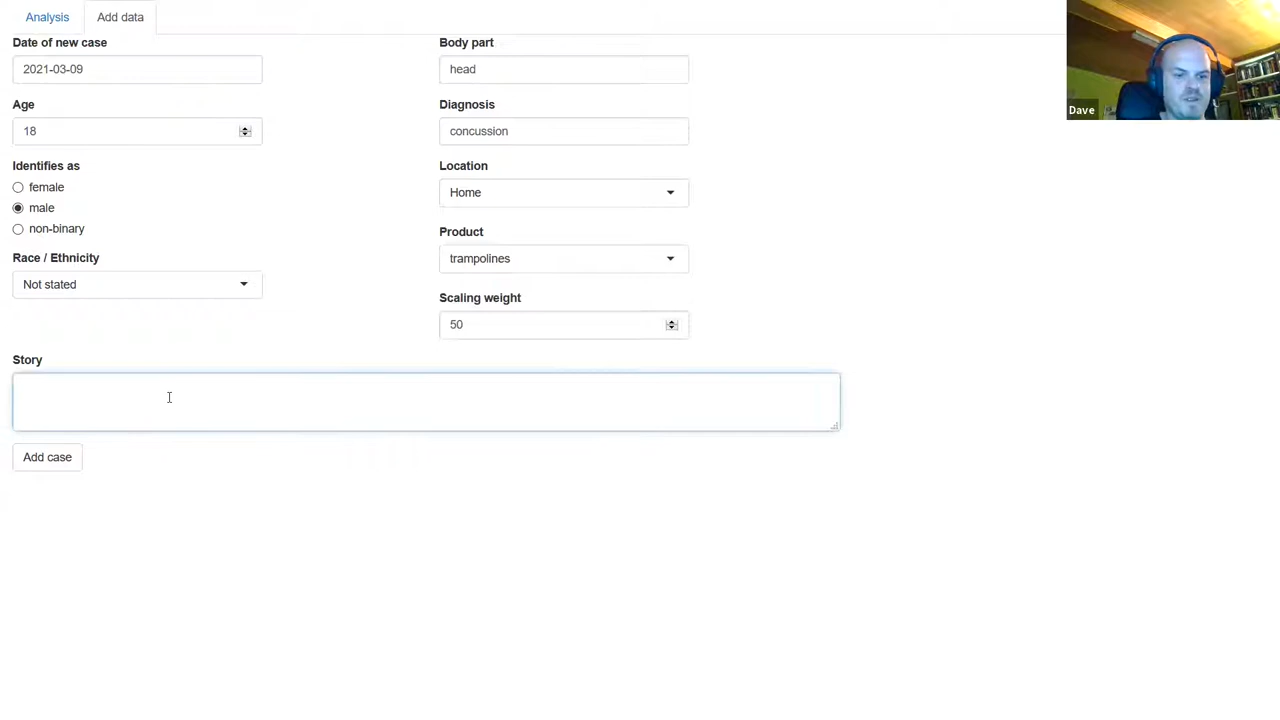 Analysis
Add data
Date of new case
2021-03-09
Age
18
Identifies as
female
male
non-binary
Race / Ethnicity
Not stated
Body part
head
Diagnosis
concussion
Location
Home
Product
trampolines
Scaling weight
50
Story
Add case
Dave